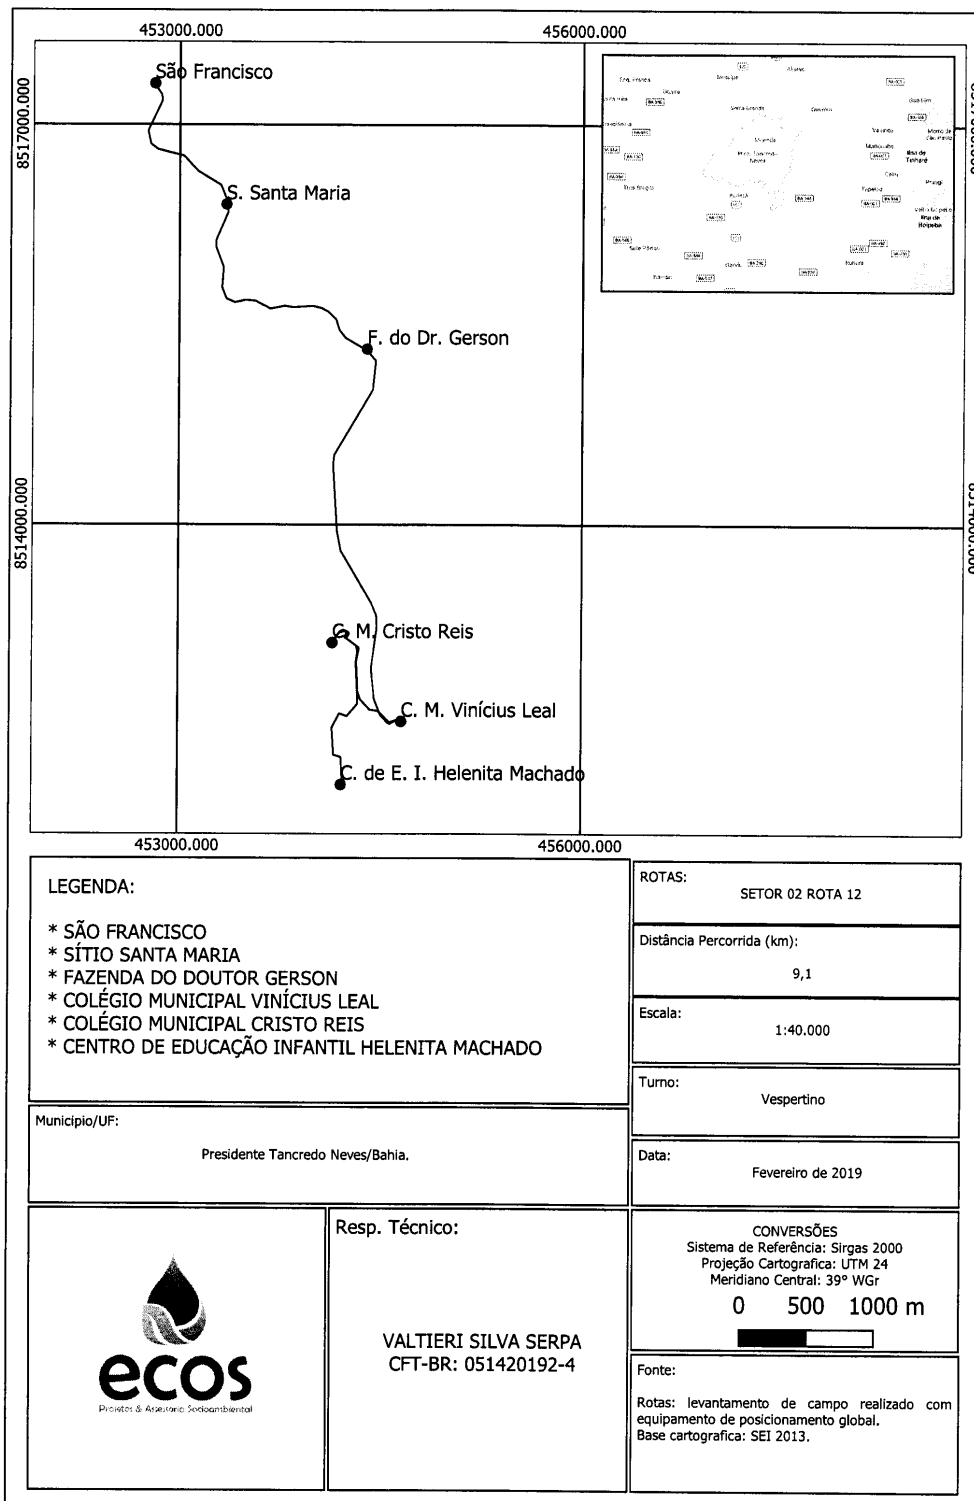 453000.000
456000.000
São Francisco
8517000.000
S. Santa Maria
F. do Dr. Gerson
8514000.000
C. M. Cristo Reis
C. M. Vinícius Leal
C. de E. I. Helenita Machado
453000.000
456000.000
LEGENDA:
* SÃO FRANCISCO
* SÍTIO SANTA MARIA
* FAZENDA DO DOUTOR GERSON
* COLÉGIO MUNICIPAL VINÍCIUS LEAL
* COLÉGIO MUNICIPAL CRISTO REIS
* CENTRO DE EDUCAÇÃO INFANTIL HELENITA MACHADO
ROTAS:
SETOR 02 ROTA 12
Distância Percorrida (km):
9,1
Escala:
1:40.000
Turno:
Vespertino
Município/UF:
Presidente Tancredo Neves/Bahia.
Data:
Fevereiro de 2019
ecos
Projetos & Assessoria Socioambiental
Resp. Técnico:
VALTIERI SILVA SERPA
CFT-BR: 051420192-4
CONVERSÕES
Sistema de Referência: Sirgas 2000
Projeção Cartografica: UTM 24
Meridiano Central: 39° WGr
0 500 1000 m
Fonte:
Rotas: levantamento de campo realizado com
equipamento de posicionamento global.
Base cartografica: SEI 2013.